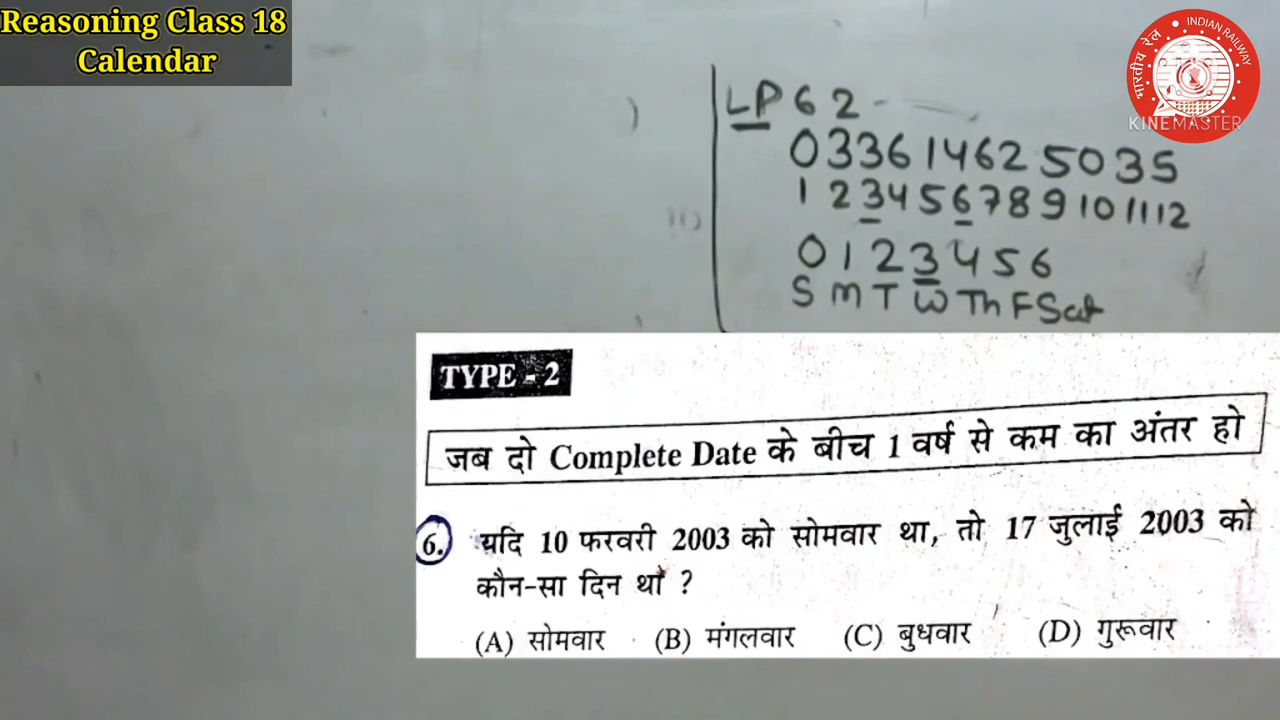 Reasoning Class 18
Calendar
भारतीय रेल INDIAN RAILWAY
KINEMASTER
LP 6 2
0 3 3 6 1 4 6 2 5 0 3 5
1 2 3 4 5 6 7 8 9 10 11 12
0 1 2 3 4 5 6
S M T W Th F Sat
TYPE - 2
जब दो Complete Date के बीच 1 वर्ष से कम का अंतर हो
6. यदि 10 फरवरी 2003 को सोमवार था, तो 17 जुलाई 2003 को
कौन-सा दिन था ?
(A) सोमवार (B) मंगलवार (C) बुधवार (D) गुरूवार